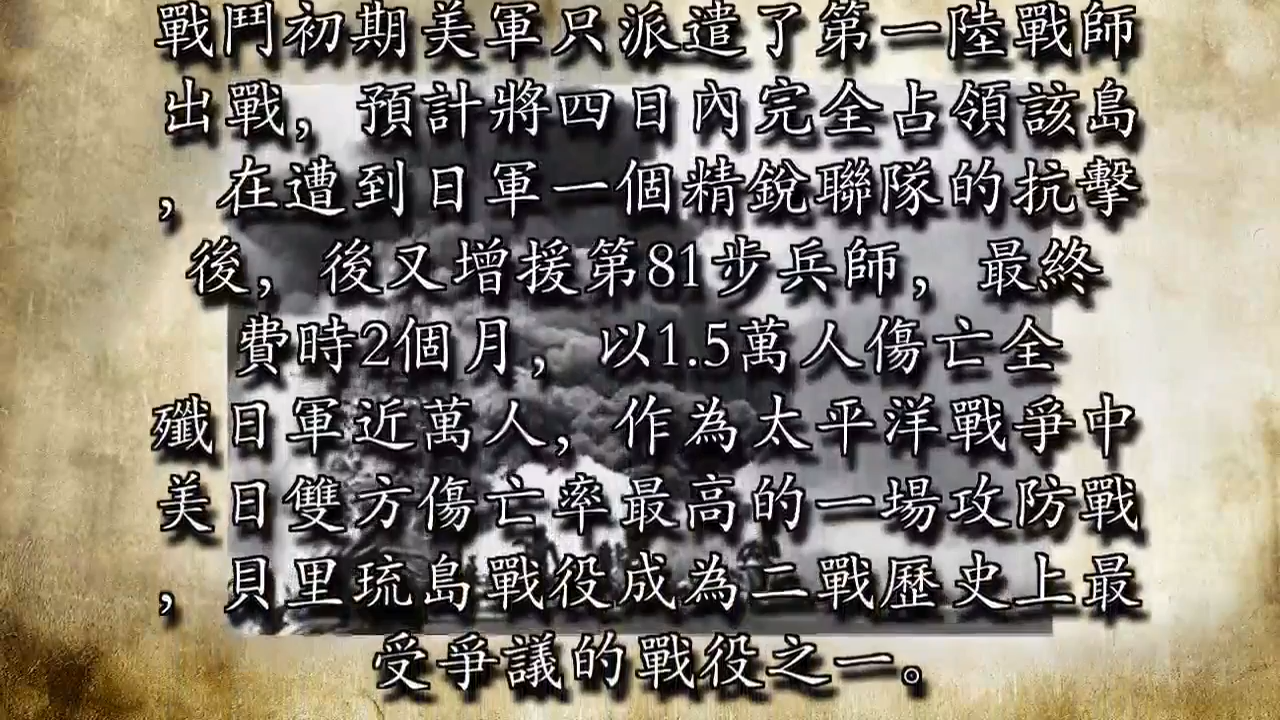 戰鬥初期美軍只派遣了第一陸戰師
出戰，預計將四日內完全占領該島
，在遭到日軍一個精銳聯隊的抗擊
後，後又增援第81步兵師，最終
費時2個月，以1.5萬人傷亡全
殲日軍近萬人，作為太平洋戰爭中
美日雙方傷亡率最高的一場攻防戰
，貝里琉島戰役成為二戰歷史上最
受爭議的戰役之一。